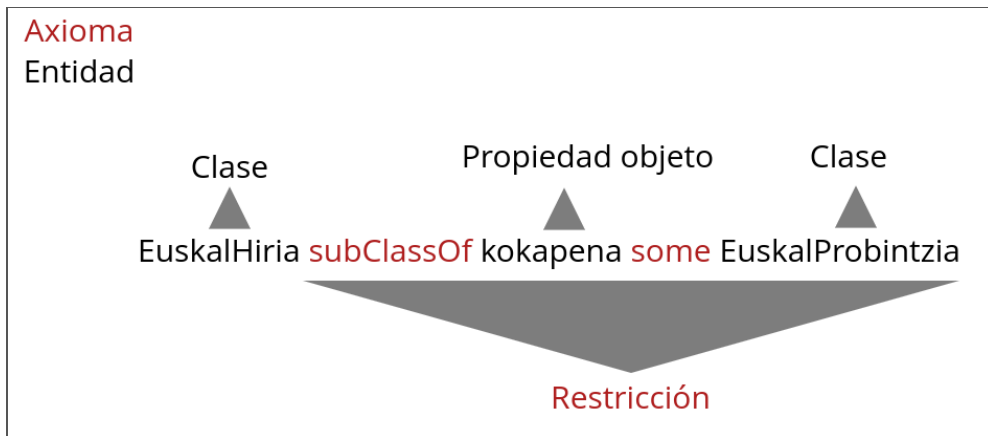 Axioma
Entidad
Clase Propiedad objeto Clase
EuskalHiria subClassOf kokapena some EuskalProbintzia
Restricción